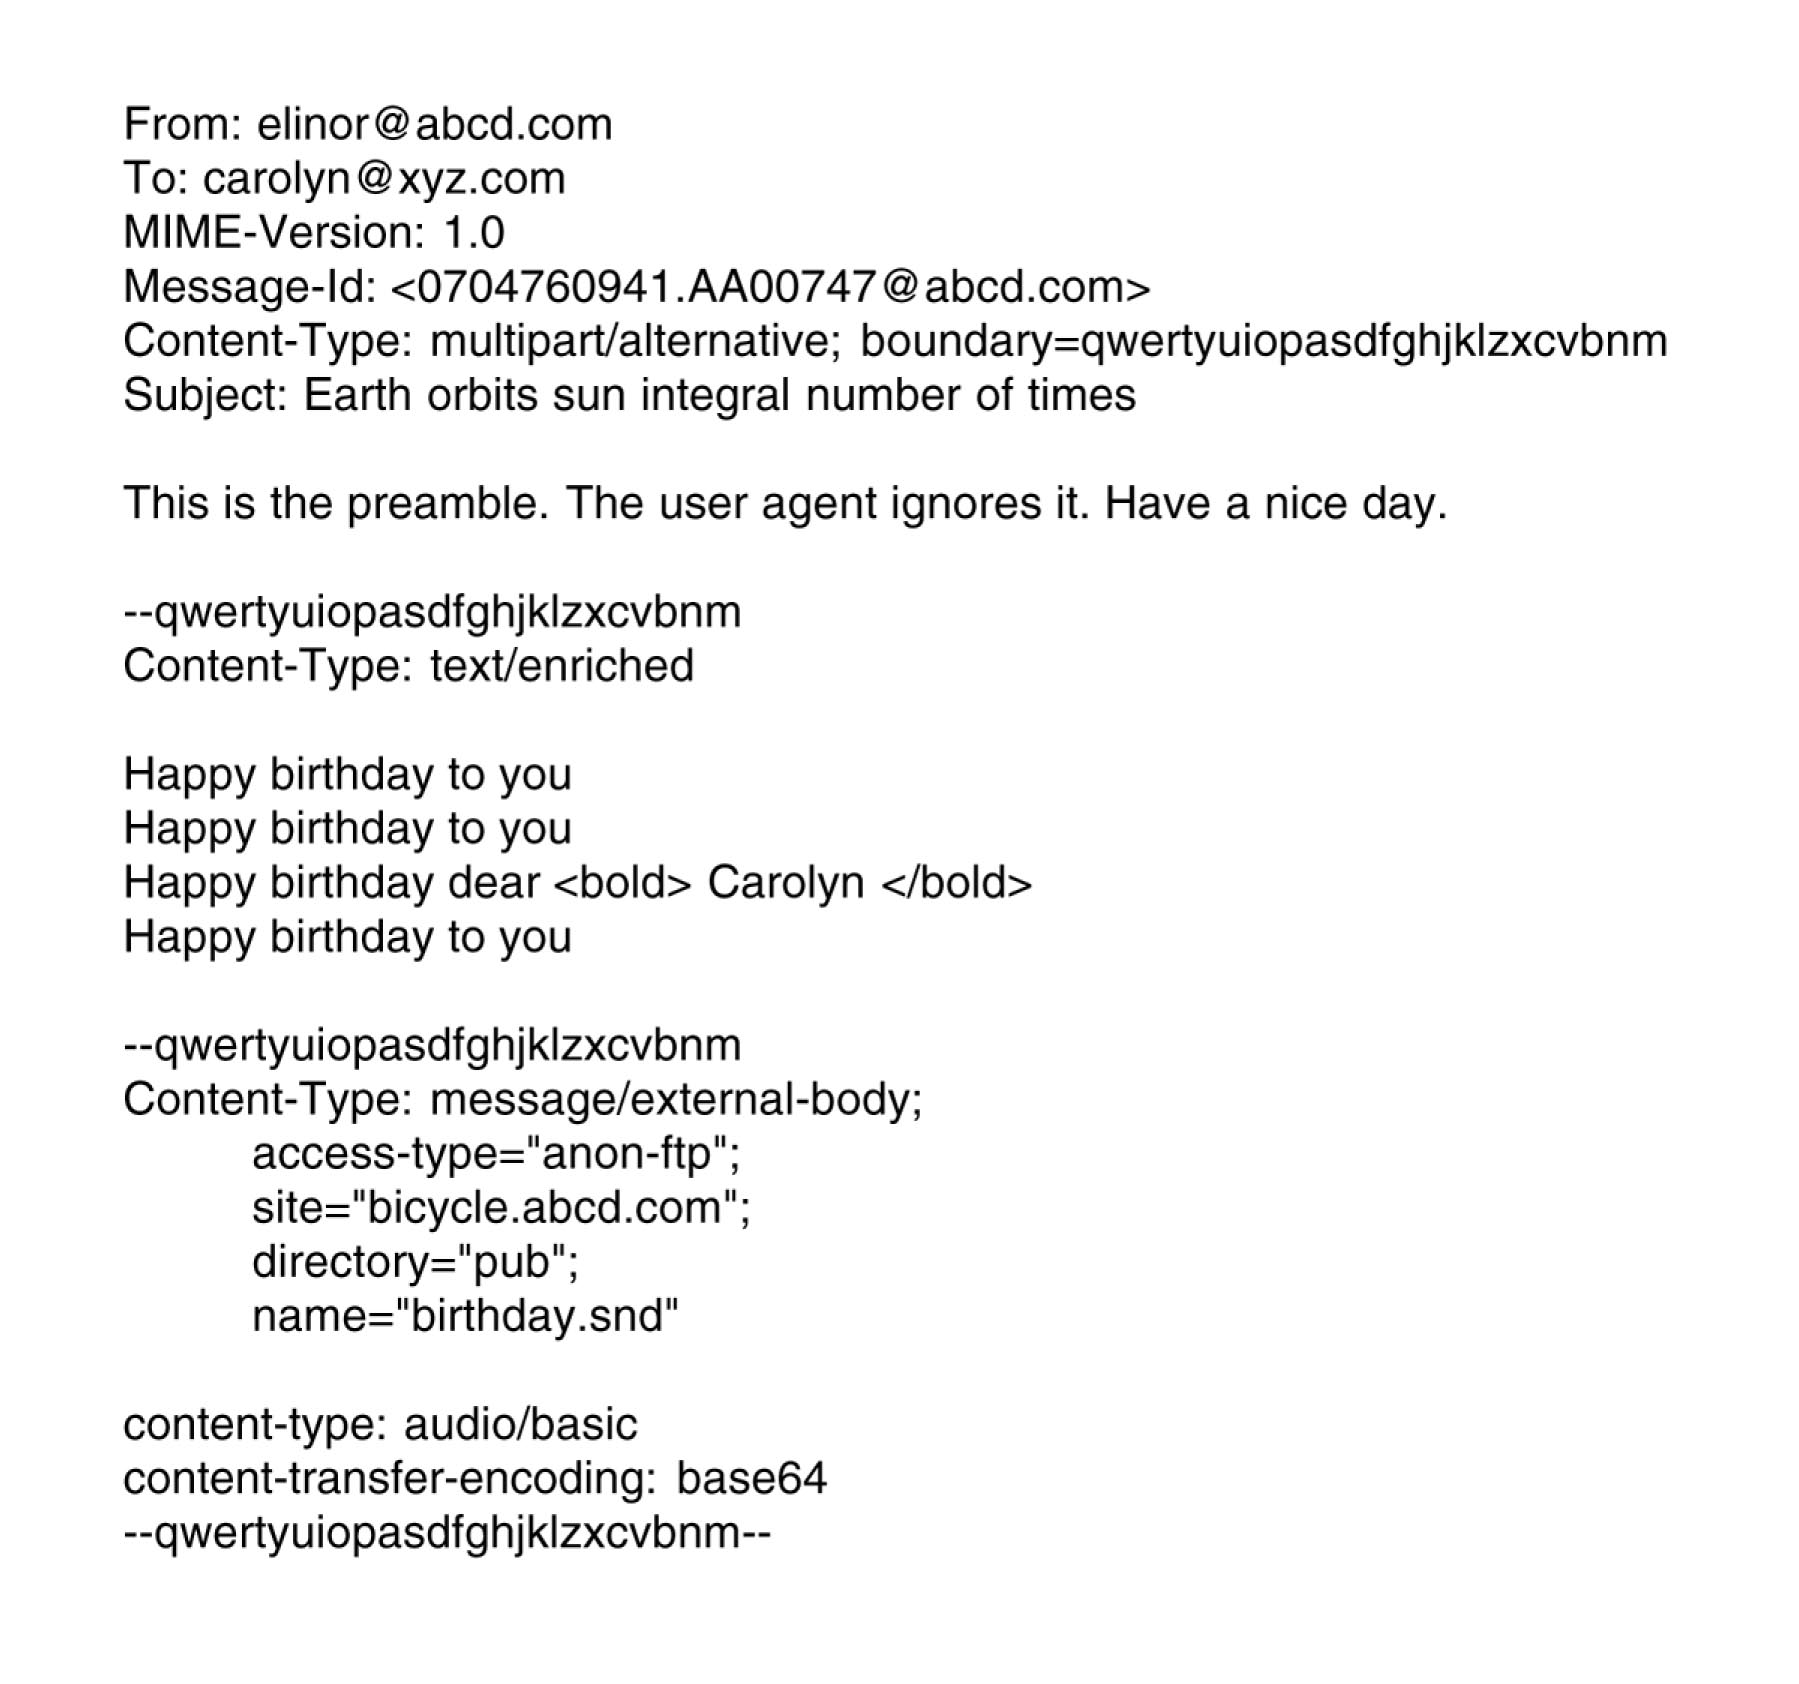 From: elinor@abcd.com
To: carolyn@xyz.com
MIME-Version: 1.0
Message-Id: <0704760941.AA00747@abcd.com>
Content-Type: multipart/alternative; boundary=qwertyuiopasdfghjklzxcvbnm
Subject: Earth orbits sun integral number of times
This is the preamble. The user agent ignores it. Have a nice day.
--qwertyuiopasdfghjklzxcvbnm
Content-Type: text/enriched
Happy birthday to you
Happy birthday to you
Happy birthday dear <bold> Carolyn </bold>
Happy birthday to you
--qwertyuiopasdfghjklzxcvbnm
Content-Type: message/external-body;
access-type="anon-ftp";
site="bicycle.abcd.com";
directory="pub";
name="birthday.snd"
content-type: audio/basic
content-transfer-encoding: base64
--qwertyuiopasdfghjklzxcvbnm--